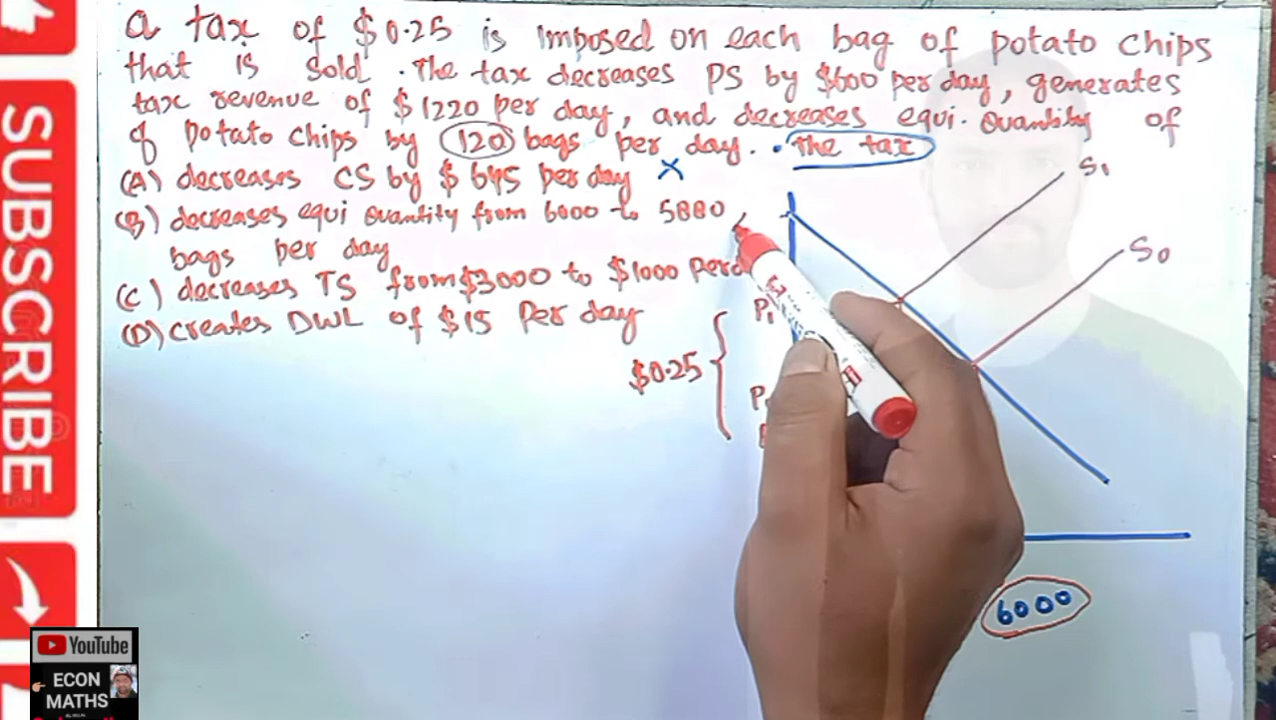 a tax of $0.25 is imposed on each bag of potato chips
that is sold. The tax decreases PS by $600 per day, generates
tax revenue of $1220 per day, and decreases equi. Quantity of
of potato chips by 120 bags per day. • The tax
(A) decreases CS by $645 per day X
(B) decreases equi Quantity from 6000 to 5880
bags per day
(C) decreases TS from $3000 to $1000 per
(D) creates DWL of $15 Per day
S₁
S₀
P₁
$0.25
P
6000
SUBSCRIBE
YouTube
ECON
MATHS